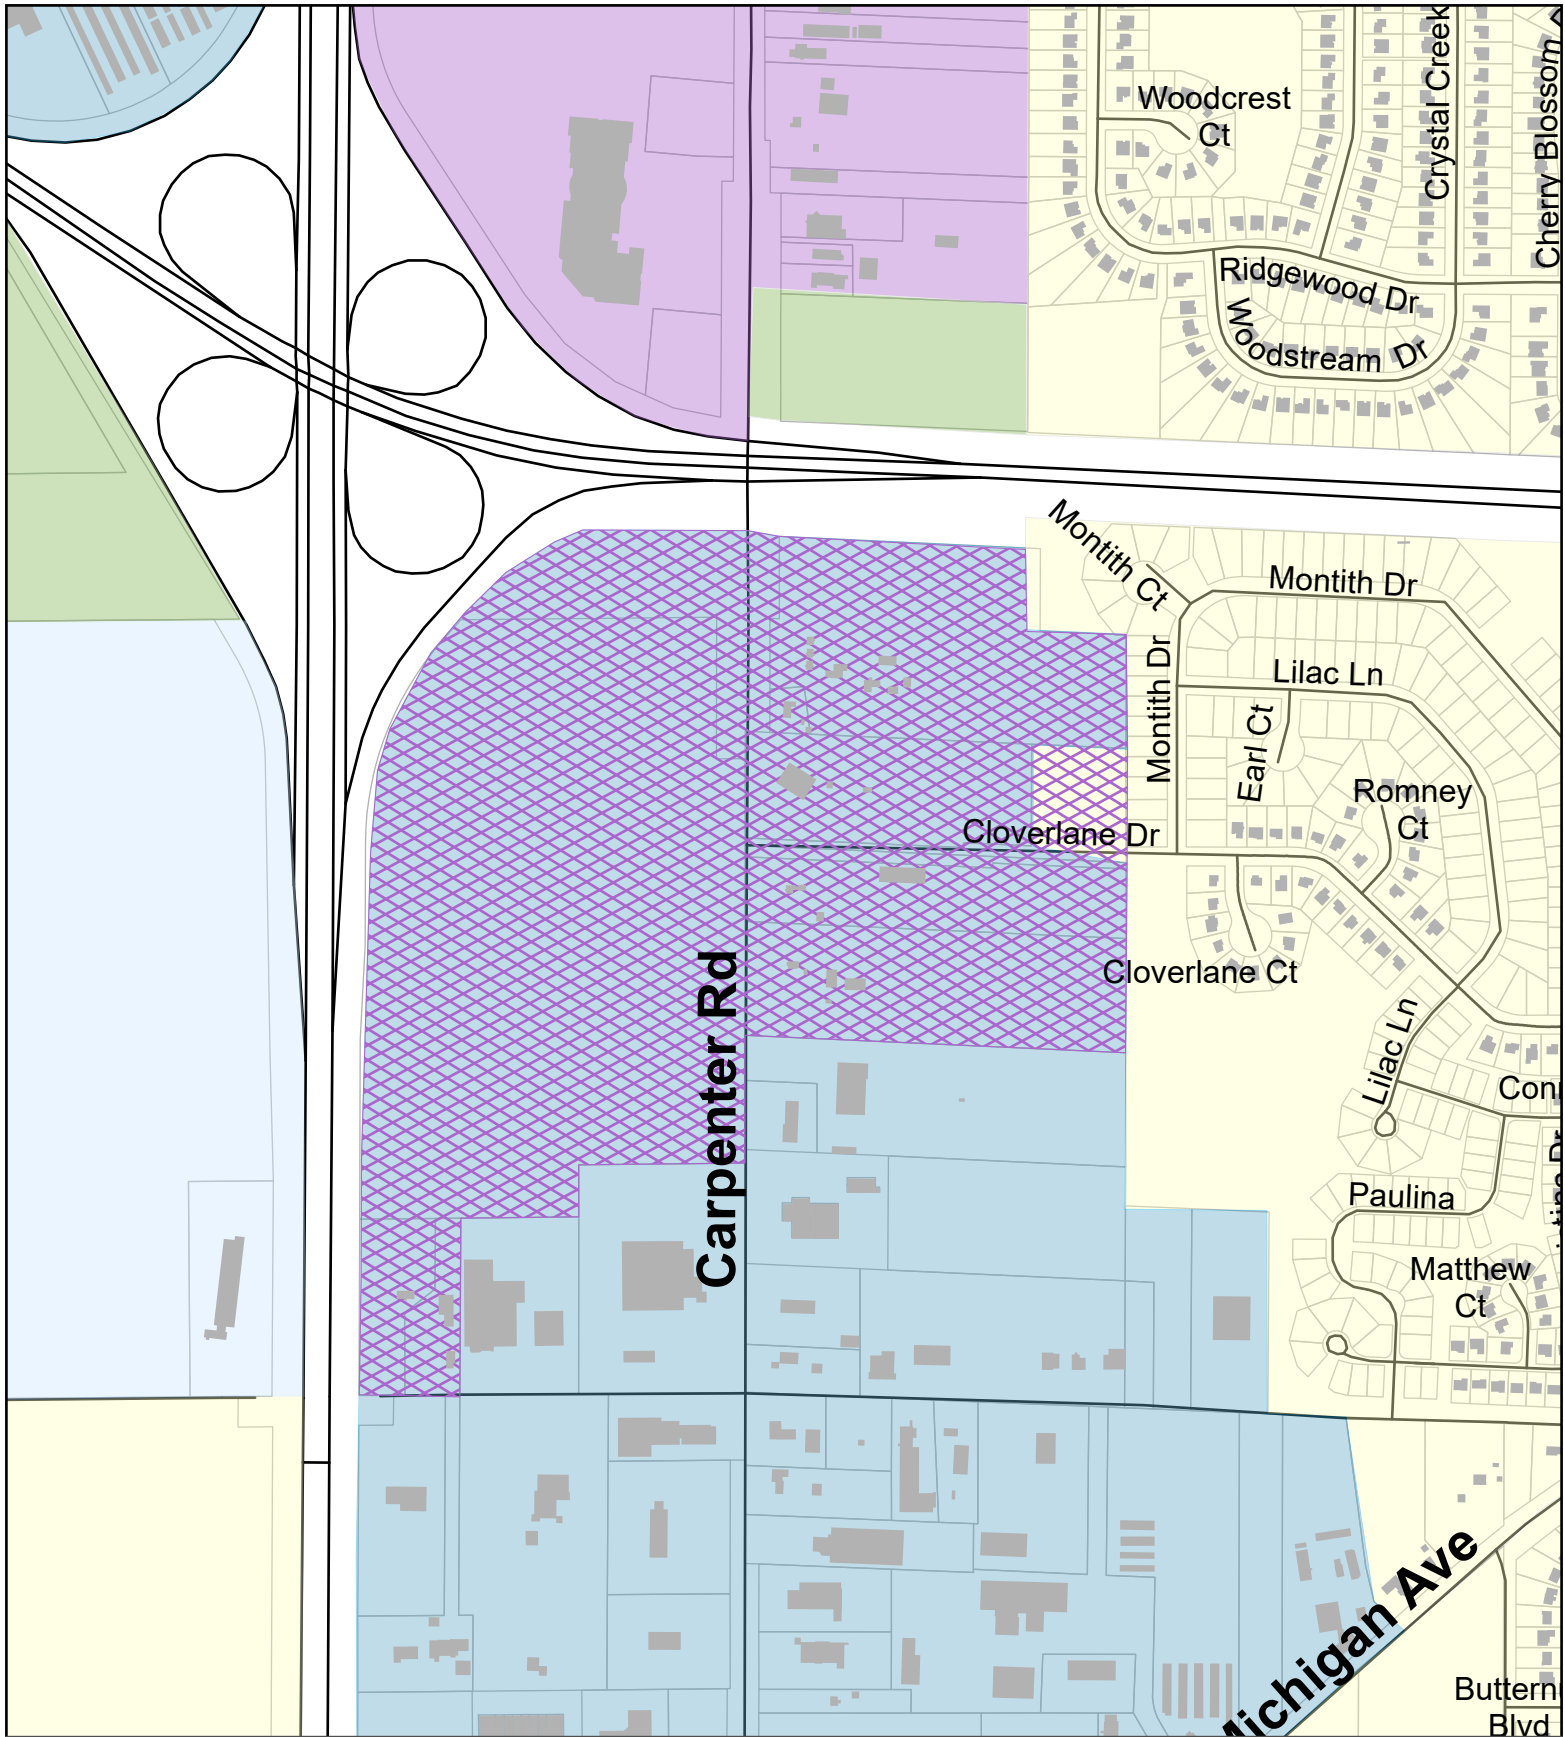 Woodcrest
Ct
Crystal Creek
Cherry Blossom
Ridgewood Dr
Woodstream Dr
Montith Ct
Montith Dr
Montith Dr
Lilac Ln
Earl Ct
Romney
Ct
Cloverlane Dr
Cloverlane Ct
Carpenter Rd
Lilac Ln
Paulina
Matthew
Ct
Michigan Ave
Blvd